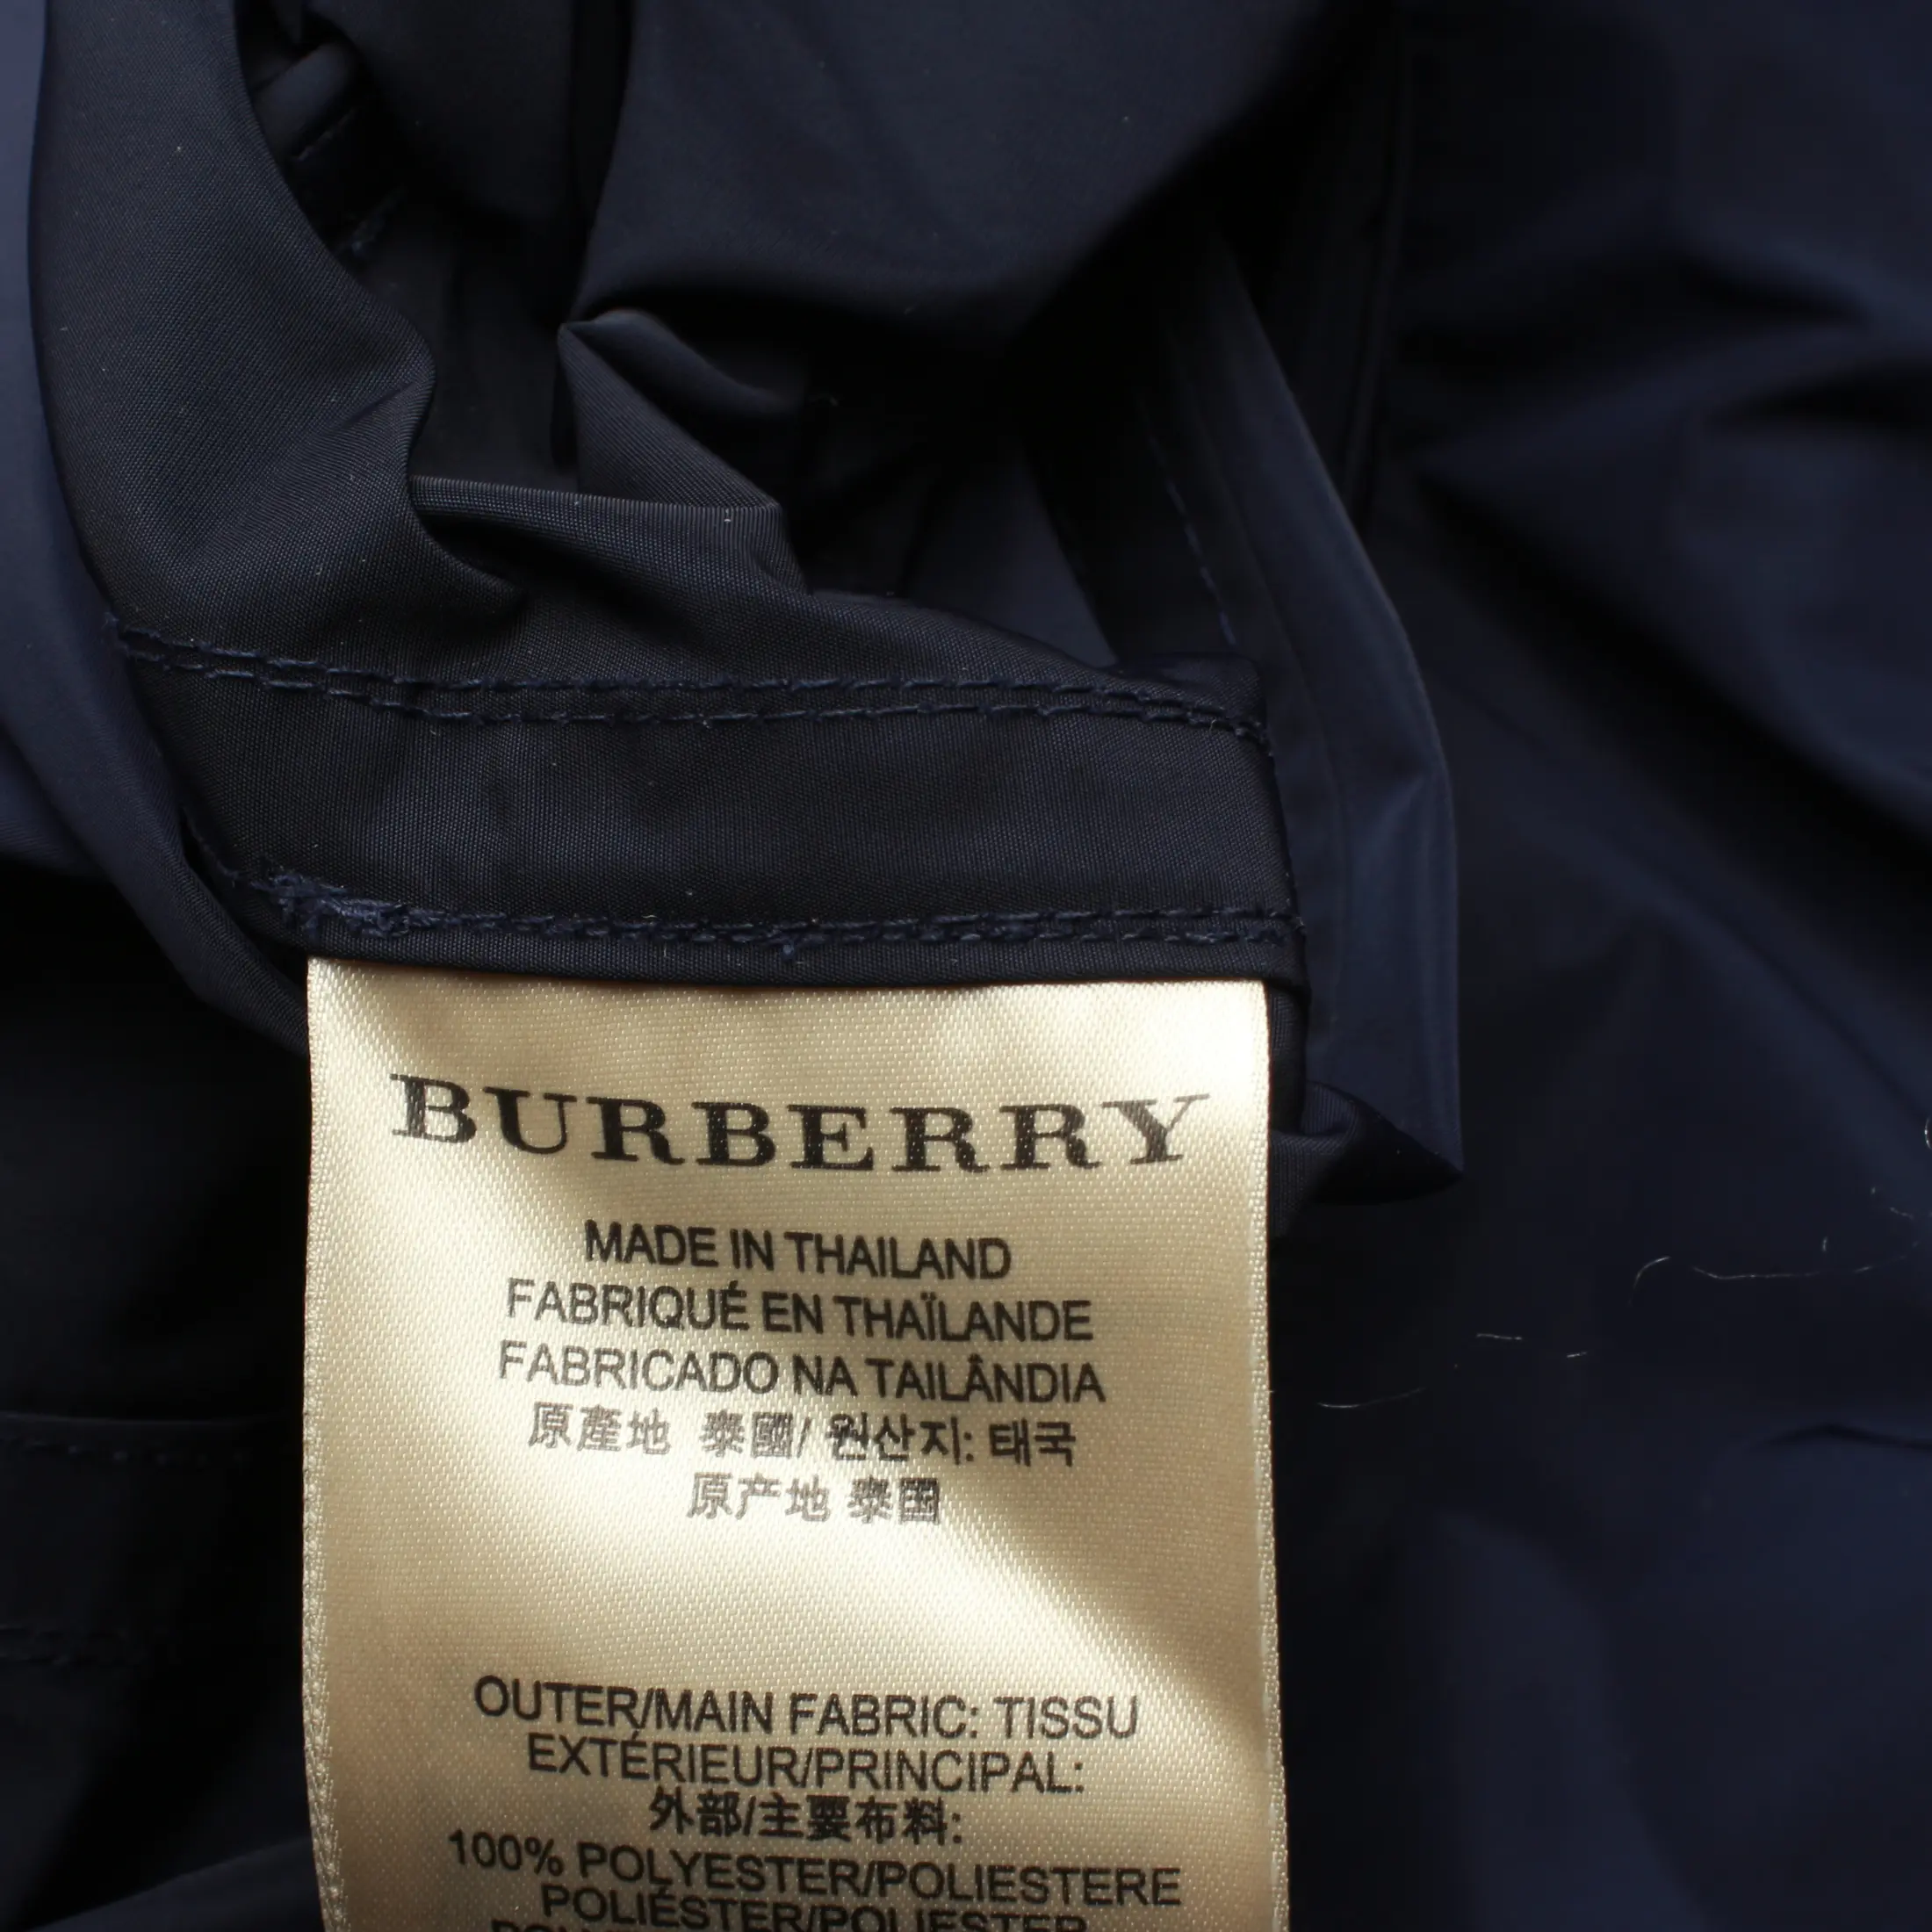 BURBERRY
MADE IN THAILAND
FABRIQUÉ EN THAÏLANDE
FABRICADO NA TAILÂNDIA
原產地 泰國/ 원산지: 태국
原产地 泰国
OUTER/MAIN FABRIC: TISSU
EXTÉRIEUR/PRINCIPAL:
外部/主要布料:
100% POLYESTER/POLIESTERE
POLIÉSTER/POLIESTER